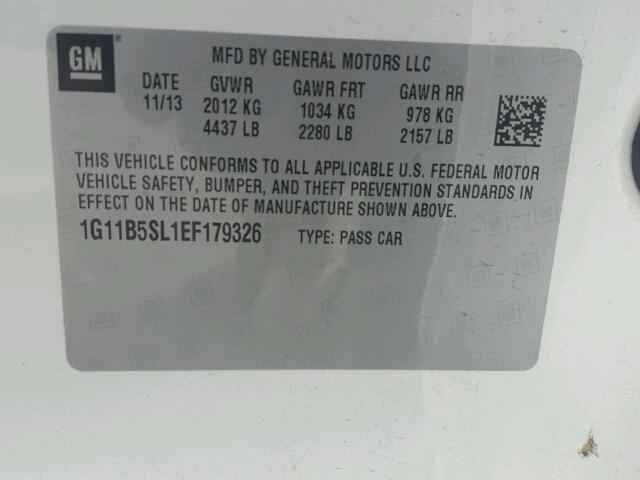 GM
MFD BY GENERAL MOTORS LLC
DATE GVWR GAWR FRT GAWR RR
11/13 2012 KG 1034 KG 978 KG
4437 LB 2280 LB 2157 LB
THIS VEHICLE CONFORMS TO ALL APPLICABLE U.S. FEDERAL MOTOR
VEHICLE SAFETY, BUMPER, AND THEFT PREVENTION STANDARDS IN
EFFECT ON THE DATE OF MANUFACTURE SHOWN ABOVE.
1G11B5SL1EF179326 TYPE: PASS CAR